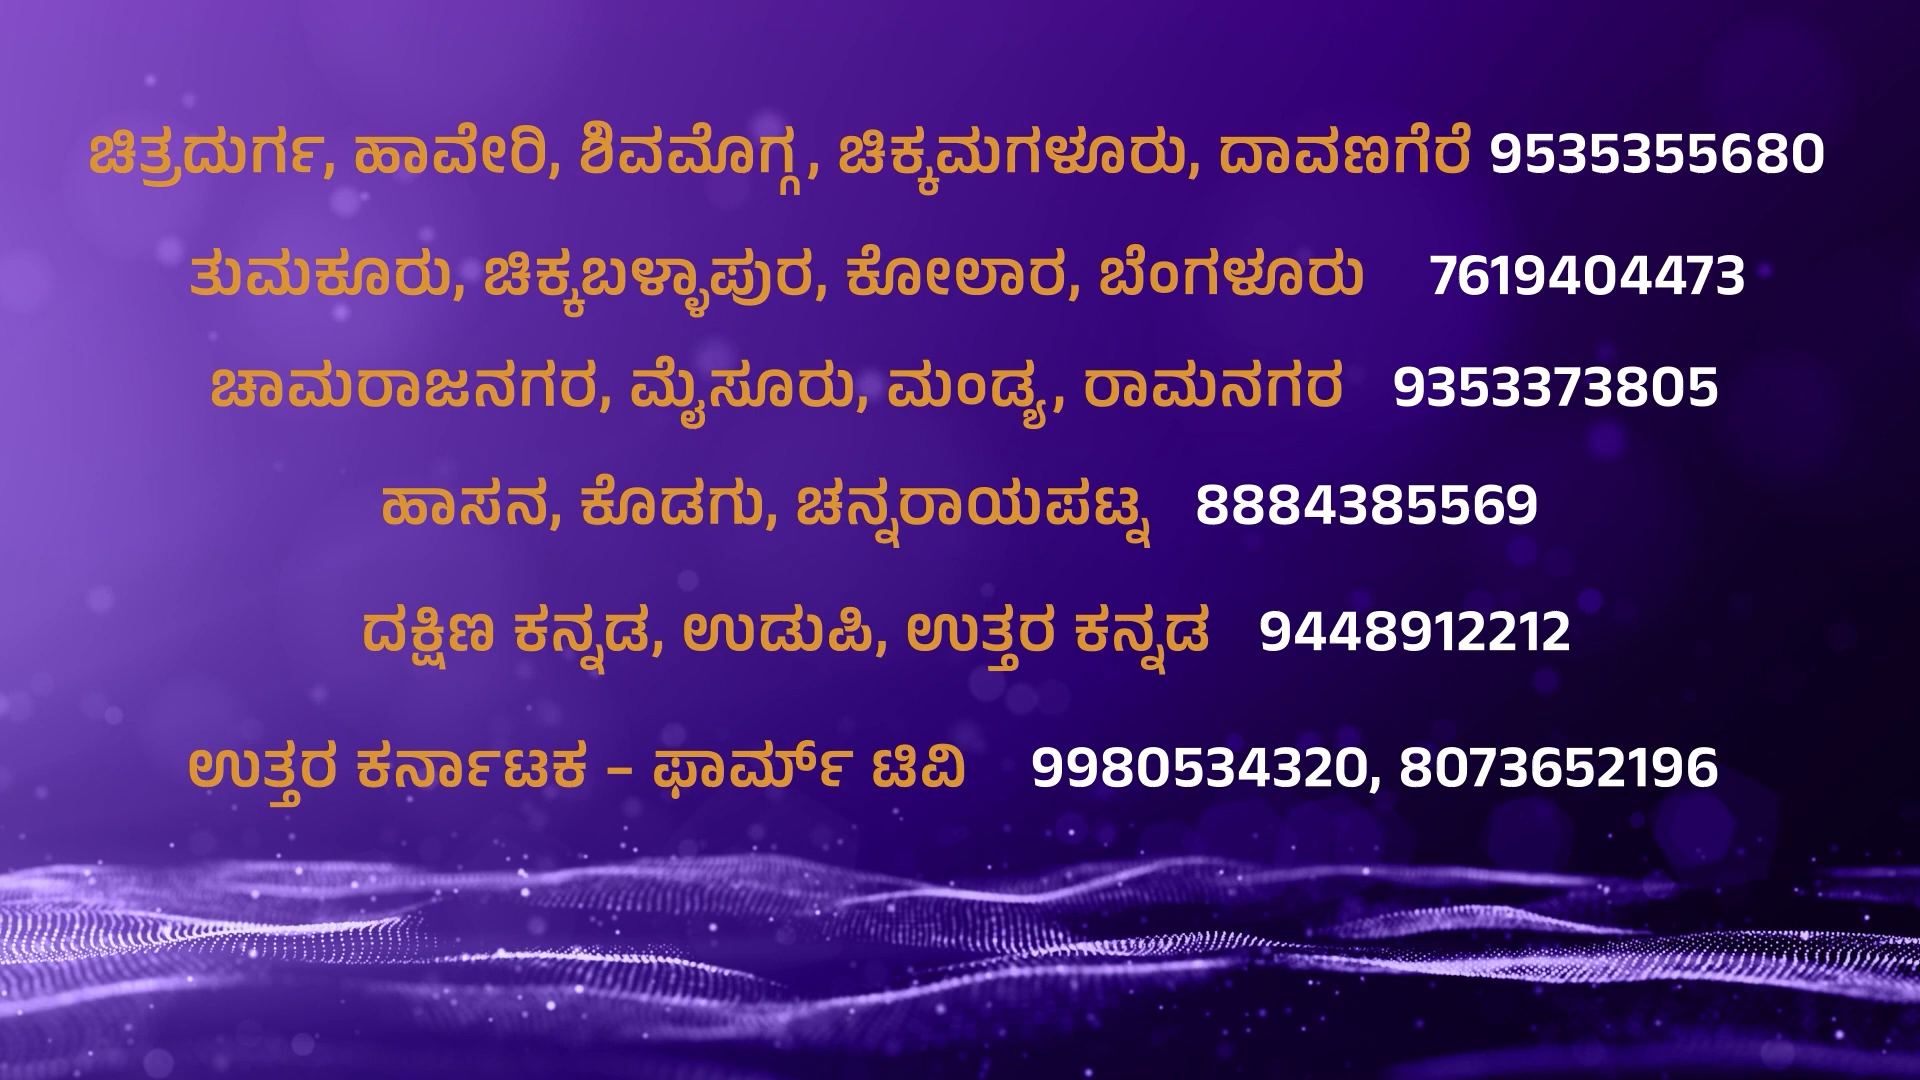 ಚಿತ್ರದುರ್ಗ, ಹಾವೇರಿ, ಶಿವಮೊಗ್ಗ, ಚಿಕ್ಕಮಗಳೂರು, ದಾವಣಗೆರೆ 9535355680
ತುಮಕೂರು, ಚಿಕ್ಕಬಳ್ಳಾಪುರ, ಕೋಲಾರ, ಬೆಂಗಳೂರು 7619404473
ಚಾಮರಾಜನಗರ, ಮೈಸೂರು, ಮಂಡ್ಯ, ರಾಮನಗರ 9353373805
ಹಾಸನ, ಕೊಡಗು, ಚನ್ನರಾಯಪಟ್ನ 8884385569
ದಕ್ಷಿಣ ಕನ್ನಡ, ಉಡುಪಿ, ಉತ್ತರ ಕನ್ನಡ 9448912212
ಉತ್ತರ ಕರ್ನಾಟಕ – ಫಾರ್ಮ್ ಟಿವಿ 9980534320, 8073652196